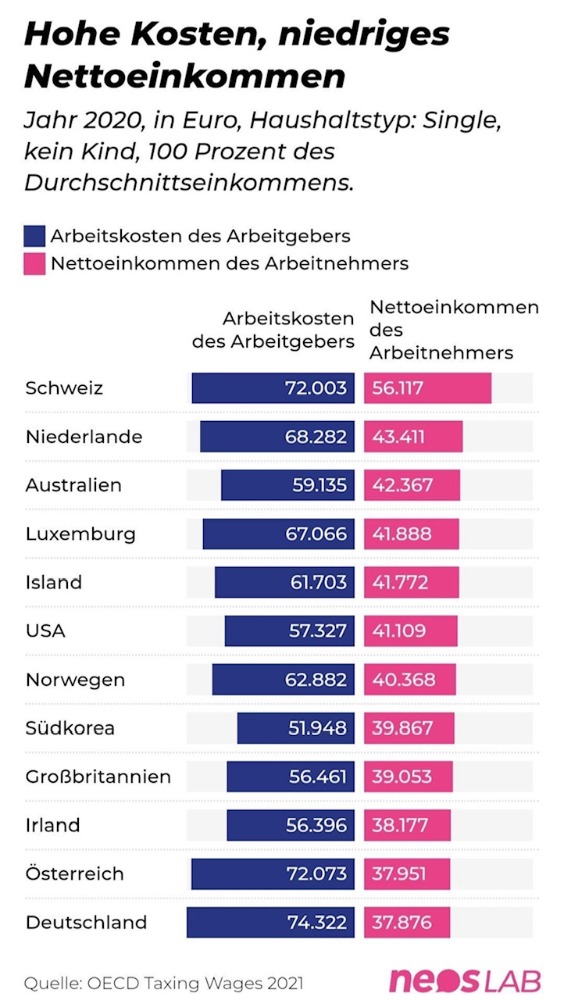 Hohe Kosten, niedriges
Nettoeinkommen
Jahr 2020, in Euro, Haushaltstyp: Single,
kein Kind, 100 Prozent des
Durchschnittseinkommens.
Arbeitskosten des Arbeitgebers
Nettoeinkommen des Arbeitnehmers
Arbeitskosten
des Arbeitgebers
Nettoeinkommen
des
Arbeitnehmers
Schweiz 72.003 56.117
Niederlande 68.282 43.411
Australien 59.135 42.367
Luxemburg 67.066 41.888
Island 61.703 41.772
USA 57.327 41.109
Norwegen 62.882 40.368
Südkorea 51.948 39.867
Großbritannien 56.461 39.053
Irland 56.396 38.177
Österreich 72.073 37.951
Deutschland 74.322 37.876
Quelle: OECD Taxing Wages 2021
neos LAB